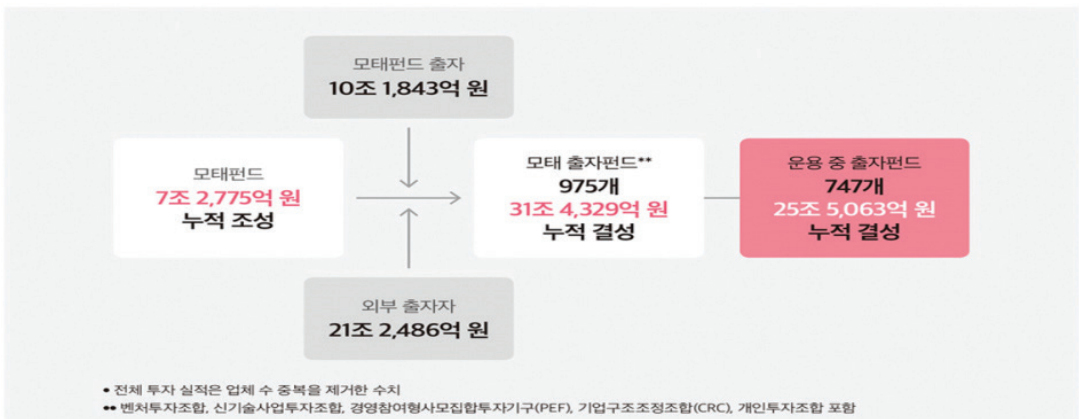 모태펀드 출자
10조 1,843억 원
모태펀드
7조 2,775억 원
누적 조성
모태 출자펀드**
975개
31조 4,329억 원
누적 결성
운용 중 출자펀드
747개
25조 5,063억 원
누적 결성
외부 출자자
21조 2,486억 원
• 전체 투자 실적은 업체 수 중복을 제거한 수치
•• 벤처투자조합, 신기술사업투자조합, 경영참여형사모집합투자기구(PEF), 기업구조조정조합(CRC), 개인투자조합 포함